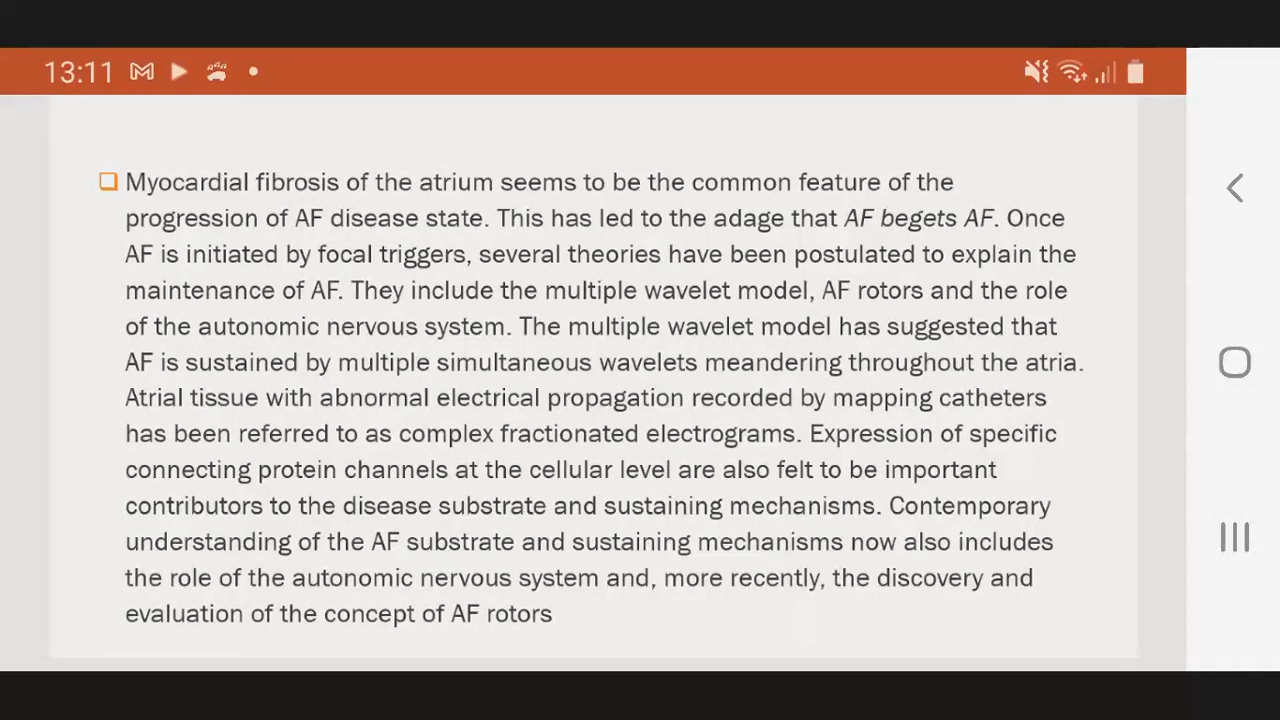 13:11
Myocardial fibrosis of the atrium seems to be the common feature of the
progression of AF disease state. This has led to the adage that AF begets AF. Once
AF is initiated by focal triggers, several theories have been postulated to explain the
maintenance of AF. They include the multiple wavelet model, AF rotors and the role
of the autonomic nervous system. The multiple wavelet model has suggested that
AF is sustained by multiple simultaneous wavelets meandering throughout the atria.
Atrial tissue with abnormal electrical propagation recorded by mapping catheters
has been referred to as complex fractionated electrograms. Expression of specific
connecting protein channels at the cellular level are also felt to be important
contributors to the disease substrate and sustaining mechanisms. Contemporary
understanding of the AF substrate and sustaining mechanisms now also includes
the role of the autonomic nervous system and, more recently, the discovery and
evaluation of the concept of AF rotors